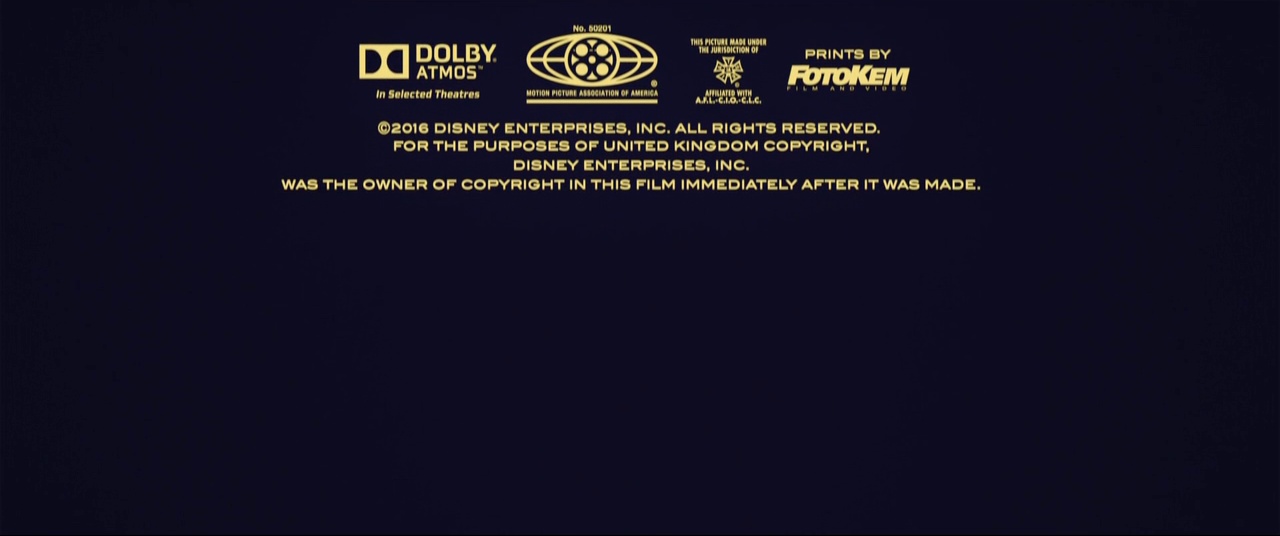 No. 50201
DOLBY
ATMOS™
In Selected Theatres
MOTION PICTURE ASSOCIATION OF AMERICA
®
THIS PICTURE MADE UNDER
THE JURISDICTION OF
AFFILIATED WITH
A.F.L.-C.I.O.-C.L.C.
PRINTS BY
FOTOKEM
FILM AND VIDEO
©2016 DISNEY ENTERPRISES, INC. ALL RIGHTS RESERVED.
FOR THE PURPOSES OF UNITED KINGDOM COPYRIGHT,
DISNEY ENTERPRISES, INC.
WAS THE OWNER OF COPYRIGHT IN THIS FILM IMMEDIATELY AFTER IT WAS MADE.